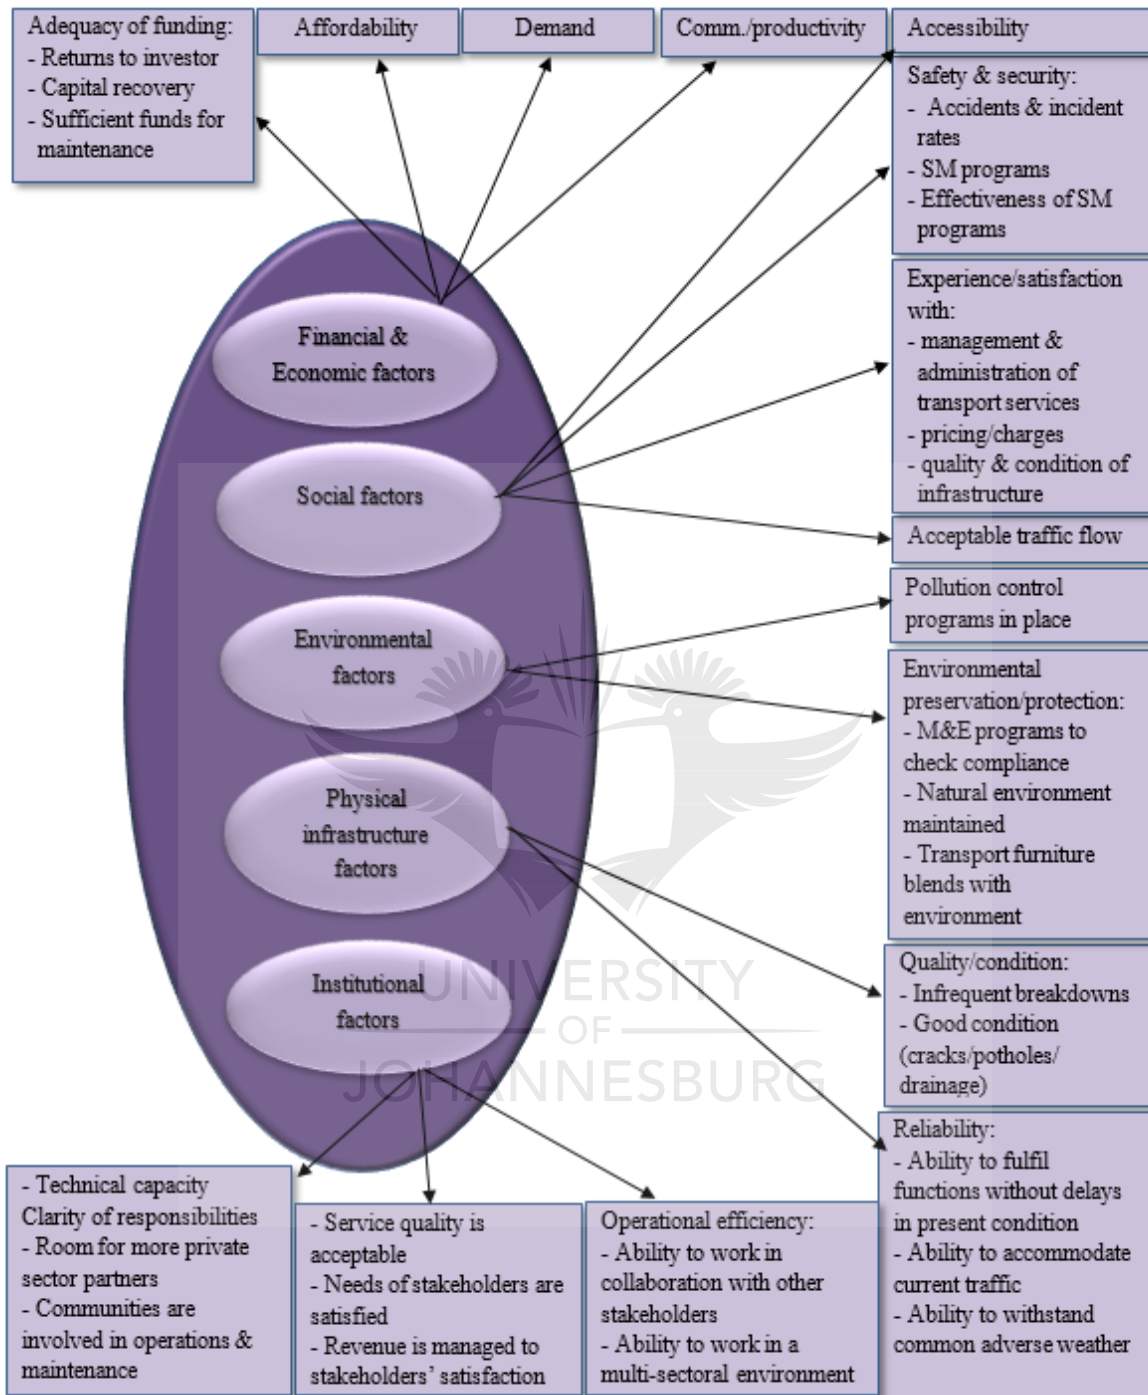 Adequacy of funding:
- Returns to investor
- Capital recovery
- Sufficient funds for
maintenance
Affordability
Demand
Comm./productivity
Accessibility
Safety & security:
- Accidents & incident
rates
- SM programs
- Effectiveness of SM
programs
Experience/satisfaction
with:
- management &
administration of
transport services
- pricing/charges
- quality & condition of
infrastructure
Acceptable traffic flow
Pollution control
programs in place
Environmental
preservation/protection:
- M&E programs to
check compliance
- Natural environment
maintained
- Transport furniture
blends with
environment
Quality/condition:
- Infrequent breakdowns
- Good condition
(cracks/potholes/
drainage)
Reliability:
- Ability to fulfil
functions without delays
in present condition
- Ability to accommodate
current traffic
- Ability to withstand
common adverse weather
Financial &
Economic factors
Social factors
Environmental
factors
Physical
infrastructure
factors
Institutional
factors
UNIVERSITY
OF
JOHANNESBURG
- Technical capacity
Clarity of responsibilities
- Room for more private
sector partners
- Communities are
involved in operations &
maintenance
- Service quality is
acceptable
- Needs of stakeholders are
satisfied
- Revenue is managed to
stakeholders' satisfaction
Operational efficiency:
- Ability to work in
collaboration with other
stakeholders
- Ability to work in a
multi-sectoral environment